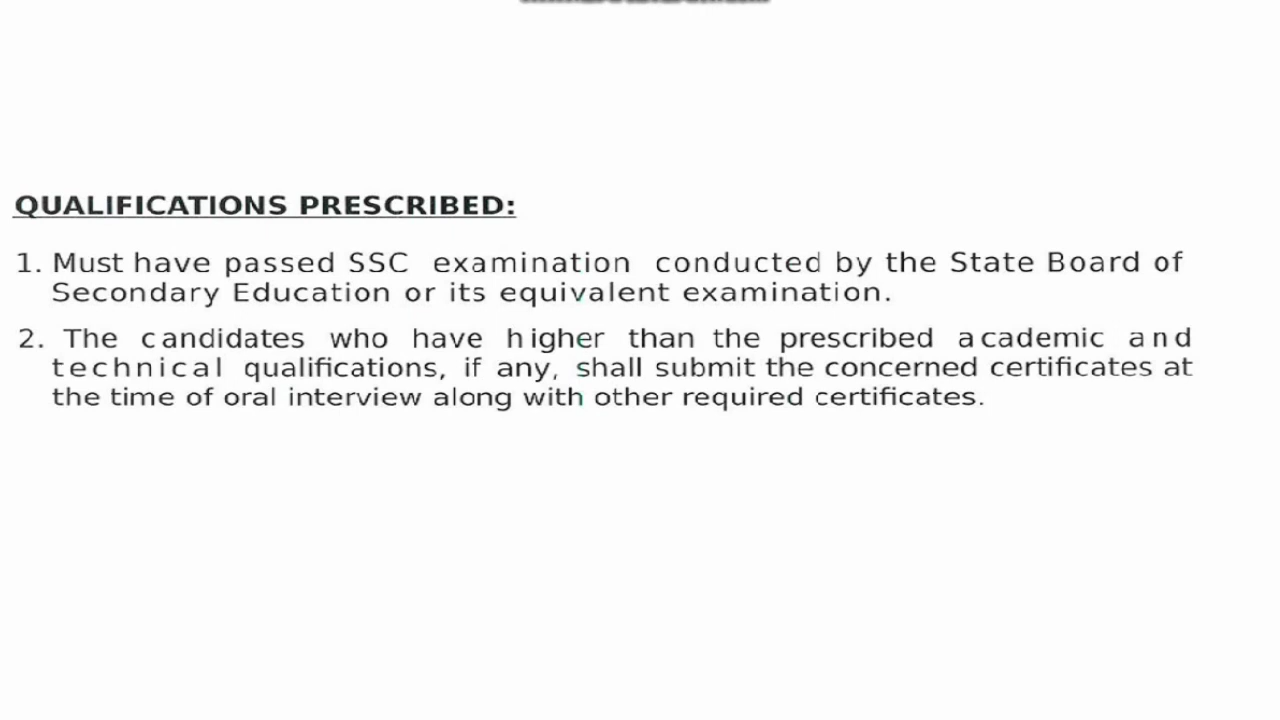 QUALIFICATIONS PRESCRIBED:
1. Must have passed SSC examination conducted by the State Board of
Secondary Education or its equivalent examination.
2. The candidates who have higher than the prescribed academic and
technical qualifications, if any, shall submit the concerned certificates at
the time of oral interview along with other required certificates.